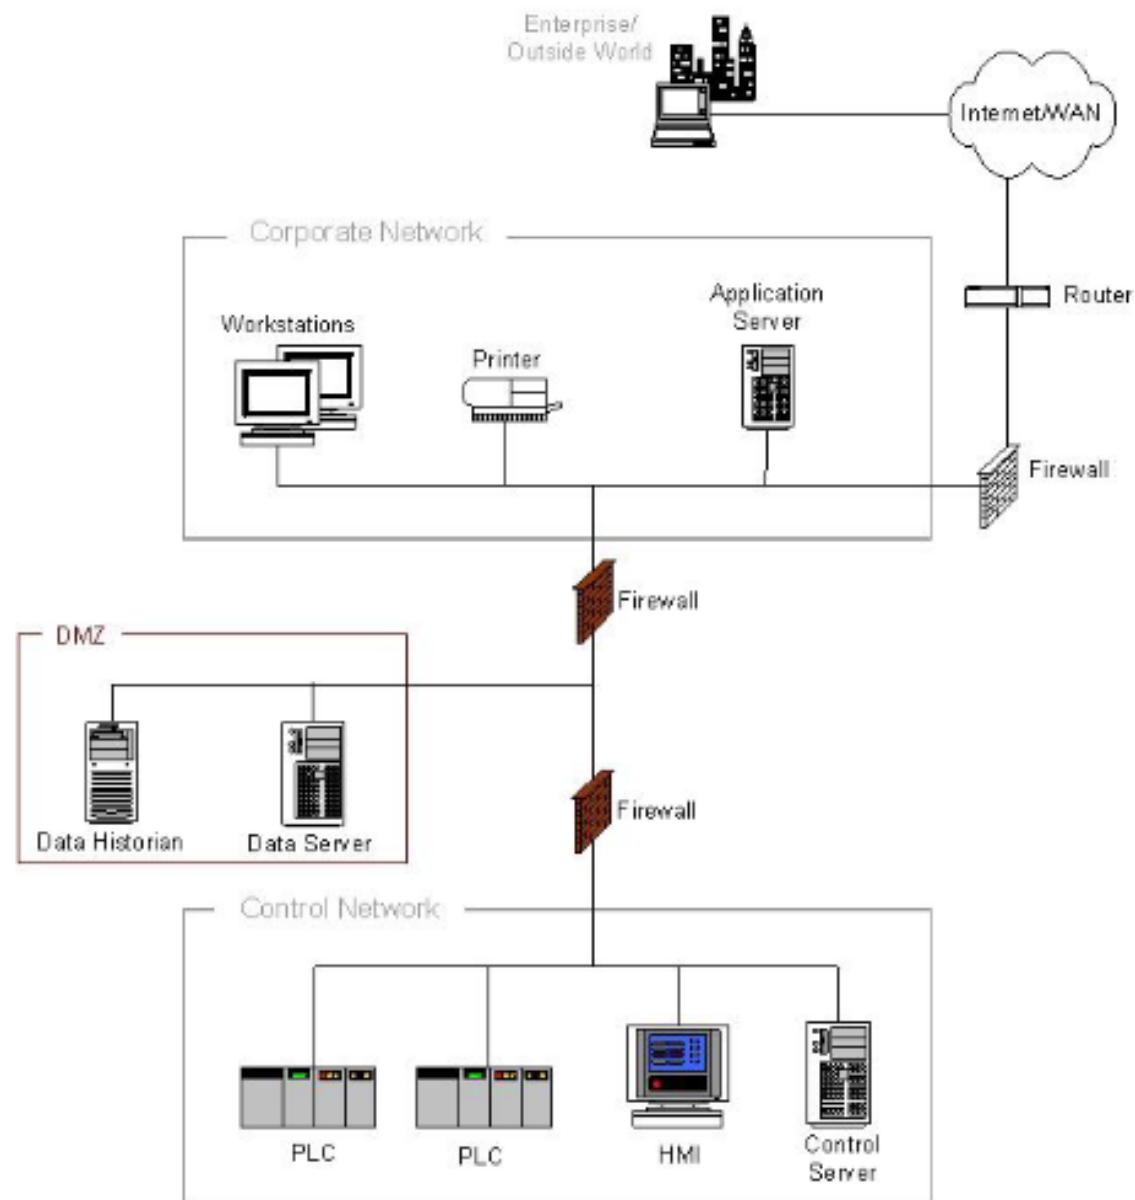 Enterprise/
Outside World
Internet/WAN
Corporate Network
Router
Application
Server
Workstations
Printer
Firewall
Firewall
DMZ
Firewall
Data Historian
Data Server
Control Network
PLC
PLC
HMI
Control
Server